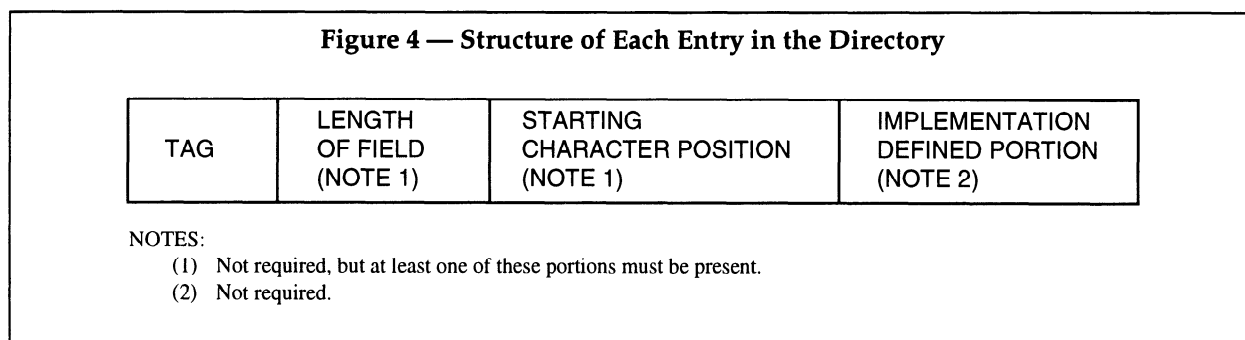 Figure 4 — Structure of Each Entry in the Directory
TAG
LENGTH
OF FIELD
(NOTE 1)
STARTING
CHARACTER POSITION
(NOTE 1)
IMPLEMENTATION
DEFINED PORTION
(NOTE 2)
NOTES:
(1) Not required, but at least one of these portions must be present.
(2) Not required.